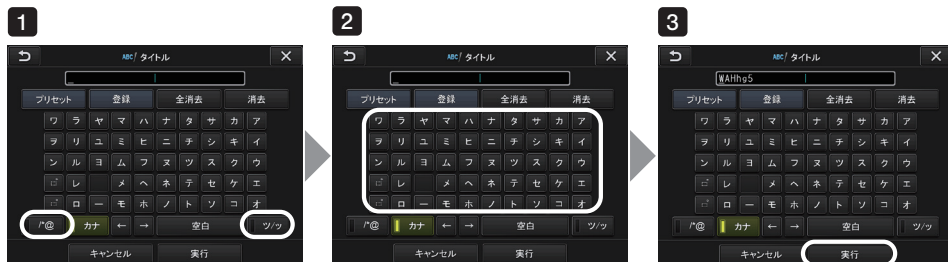 1
2
3
ABC/ タイトル
プリセット 登録 全消去 消去
ワ ラ ヤ マ ハ ナ タ サ カ ア
ヲ リ ユ ミ ヒ ニ チ シ キ イ
ン ル ヨ ム フ ヌ ツ ス ク ウ
レ メ ヘ ネ テ セ ケ エ
ロ ー モ ホ ノ ト ソ コ オ
/*@ カナ ← → 空白 ツ/ッ
キャンセル 実行
ABC/ タイトル
プリセット 登録 全消去 消去
ワ ラ ヤ マ ハ ナ タ サ カ ア
ヲ リ ユ ミ ヒ ニ チ シ キ イ
ン ル ヨ ム フ ヌ ツ ス ク ウ
レ メ ヘ ネ テ セ ケ エ
ロ ー モ ホ ノ ト ソ コ オ
/*@ カナ ← → 空白 ツ/ッ
キャンセル 実行
ABC/ タイトル
WAHhg5
プリセット 登録 全消去 消去
ワ ラ ヤ マ ハ ナ タ サ カ ア
ヲ リ ユ ミ ヒ ニ チ シ キ イ
ン ル ヨ ム フ ヌ ツ ス ク ウ
レ メ ヘ ネ テ セ ケ エ
ロ ー モ ホ ノ ト ソ コ オ
/*@ カナ ← → 空白 ツ/ッ
キャンセル 実行